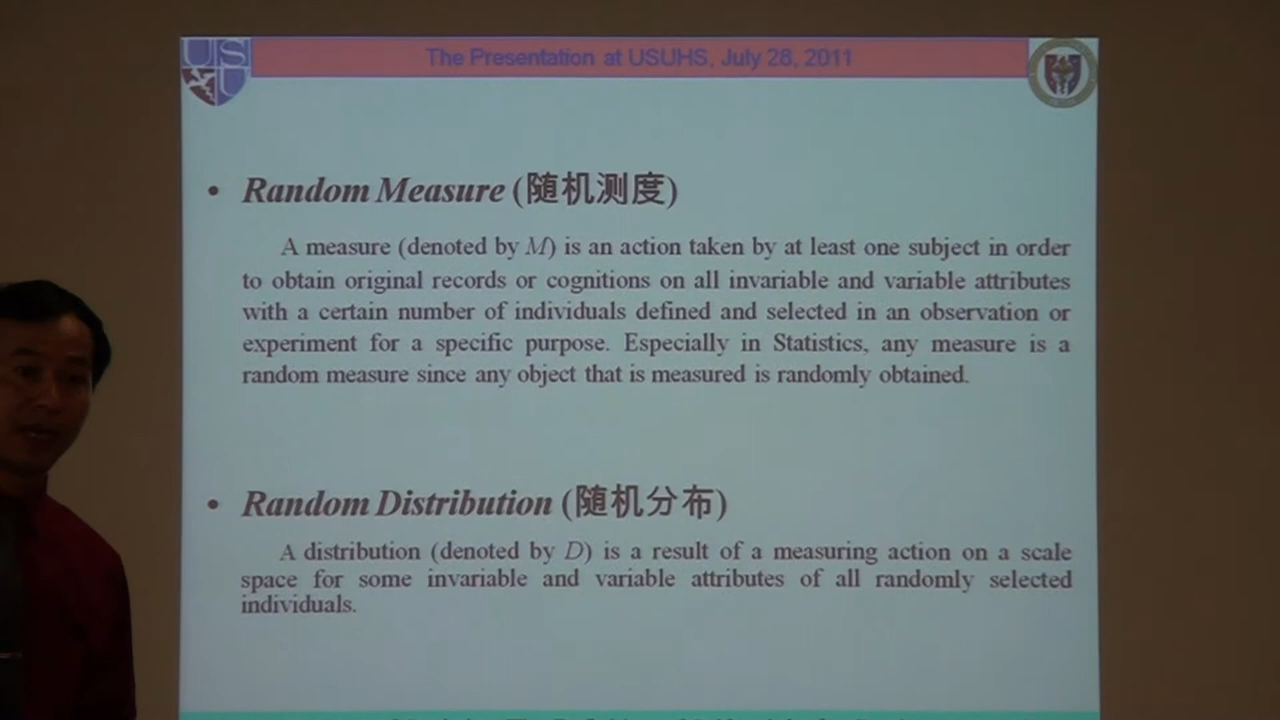 USU
The Presentation at USUHS, July 28, 2011
• Random Measure (随机测度)
A measure (denoted by M) is an action taken by at least one subject in order
to obtain original records or cognitions on all invariable and variable attributes
with a certain number of individuals defined and selected in an observation or
experiment for a specific purpose. Especially in Statistics, any measure is a
random measure since any object that is measured is randomly obtained.
• Random Distribution (随机分布)
A distribution (denoted by D) is a result of a measuring action on a scale
space for some invariable and variable attributes of all randomly selected
individuals.